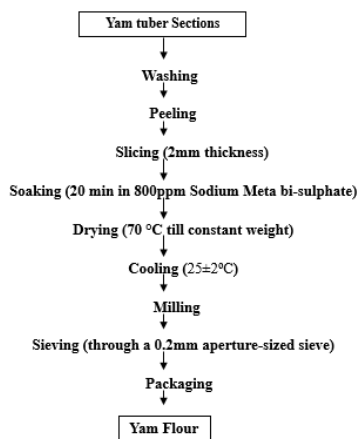 Yam tuber Sections
Washing
Peeling
Slicing (2mm thickness)
Soaking (20 min in 800ppm Sodium Meta bi-sulphate)
Drying (70 °C till constant weight)
Cooling (25±2⁰C)
Milling
Sieving (through a 0.2mm aperture-sized sieve)
Packaging
Yam Flour